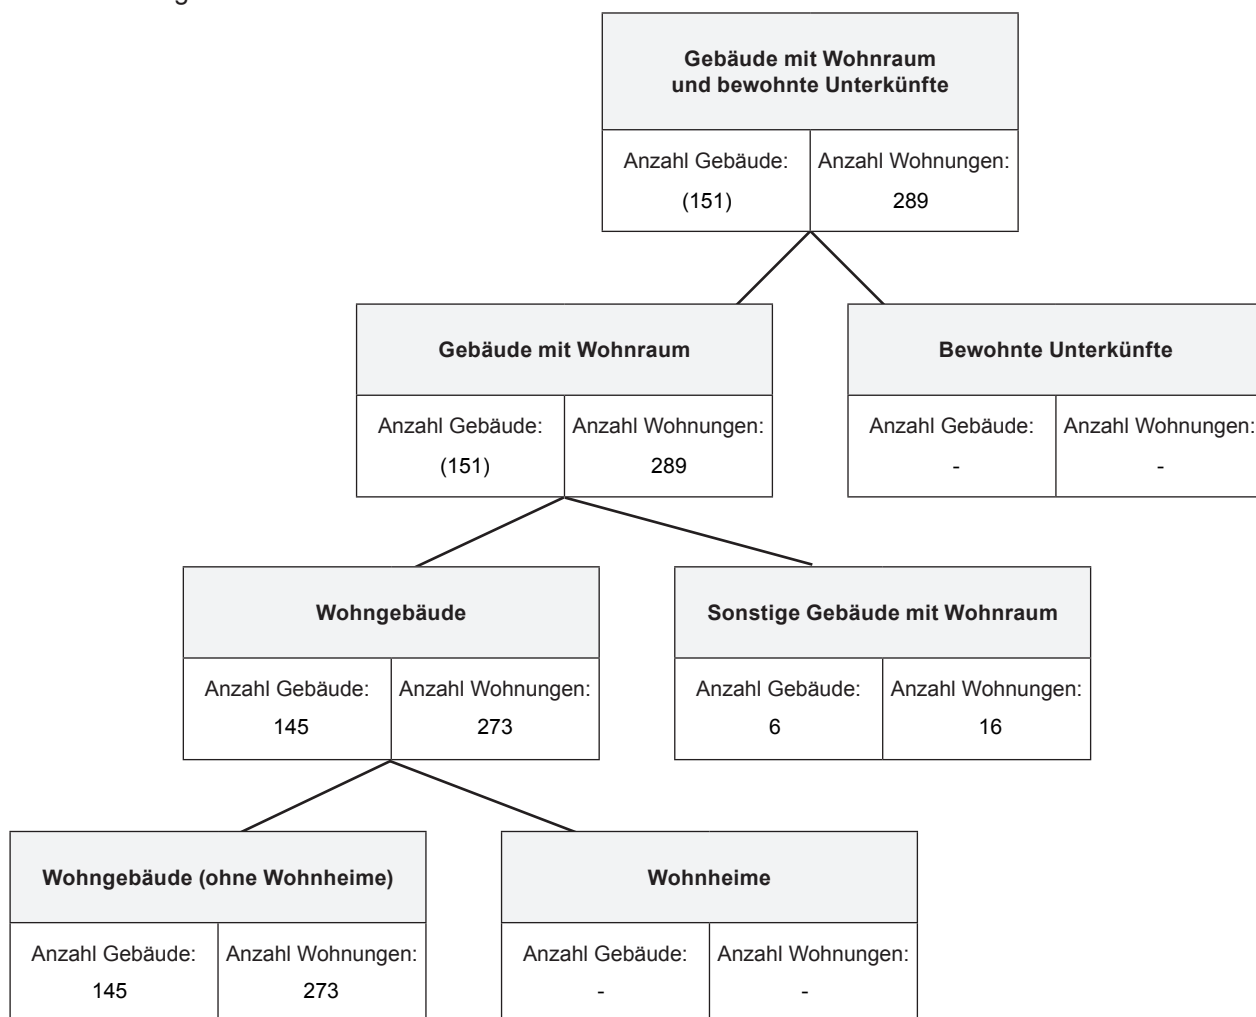 Gebäude mit Wohnraum
und bewohnte Unterkünfte
Anzahl Gebäude: Anzahl Wohnungen:
(151) 289
Gebäude mit Wohnraum Bewohnte Unterkünfte
Anzahl Gebäude: Anzahl Wohnungen: Anzahl Gebäude: Anzahl Wohnungen:
(151) 289 - -
Wohngebäude Sonstige Gebäude mit Wohnraum
Anzahl Gebäude: Anzahl Wohnungen: Anzahl Gebäude: Anzahl Wohnungen:
145 273 6 16
Wohngebäude (ohne Wohnheime) Wohnheime
Anzahl Gebäude: Anzahl Wohnungen: Anzahl Gebäude: Anzahl Wohnungen:
145 273 - -